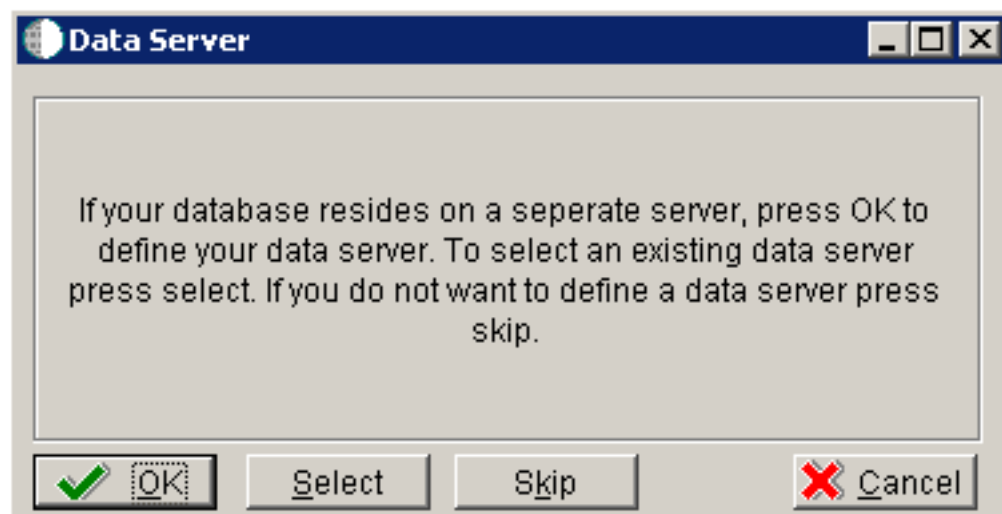 Data Server
If your database resides on a seperate server, press OK to
define your data server. To select an existing data server
press select. If you do not want to define a data server press
skip.
OK
Select
Skip
Cancel